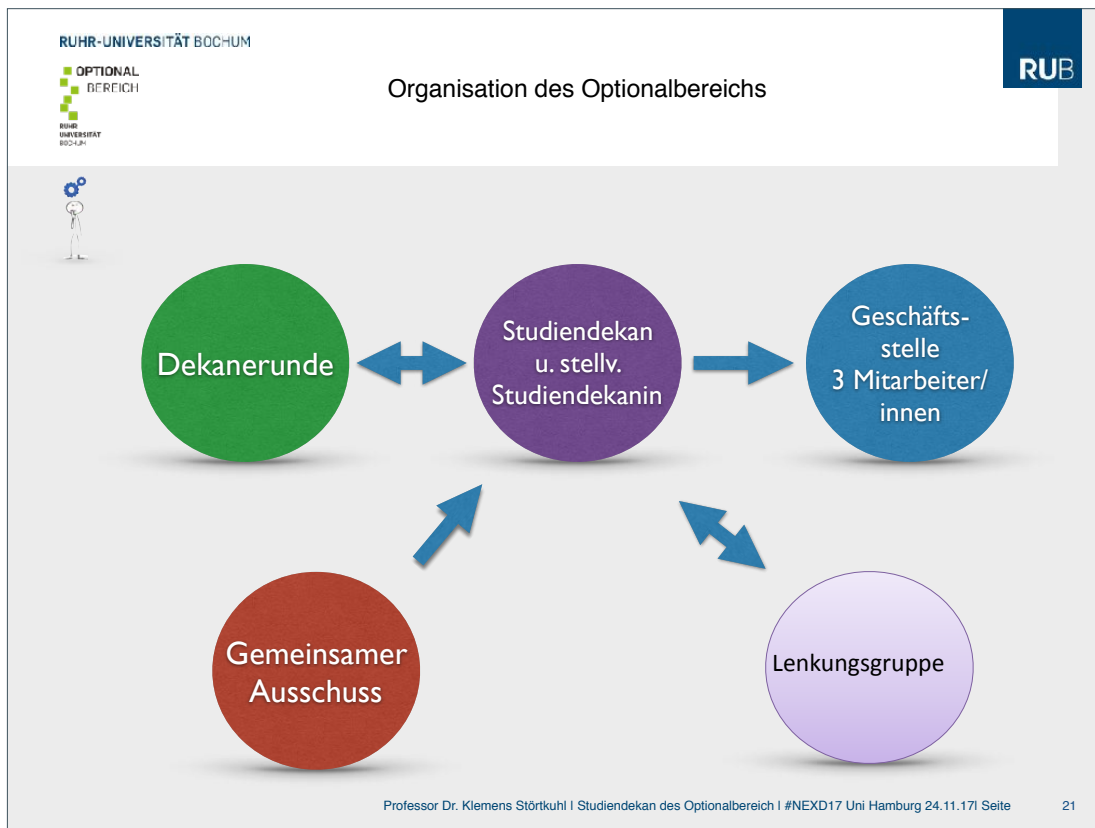 RUHR-UNIVERSITÄT BOCHUM
RUB
OPTIONAL
BEREICH
RUHR
UNIVERSITÄT
BOCHUM
Organisation des Optionalbereichs
Dekanerunde
Studiendekan
u. stellv.
Studiendekanin
Geschäfts-
stelle
3 Mitarbeiter/
innen
Gemeinsamer
Ausschuss
Lenkungsgruppe
Professor Dr. Klemens Störtkuhl I Studiendekan des Optionalbereich I #NEXD17 Uni Hamburg 24.11.17I Seite 21